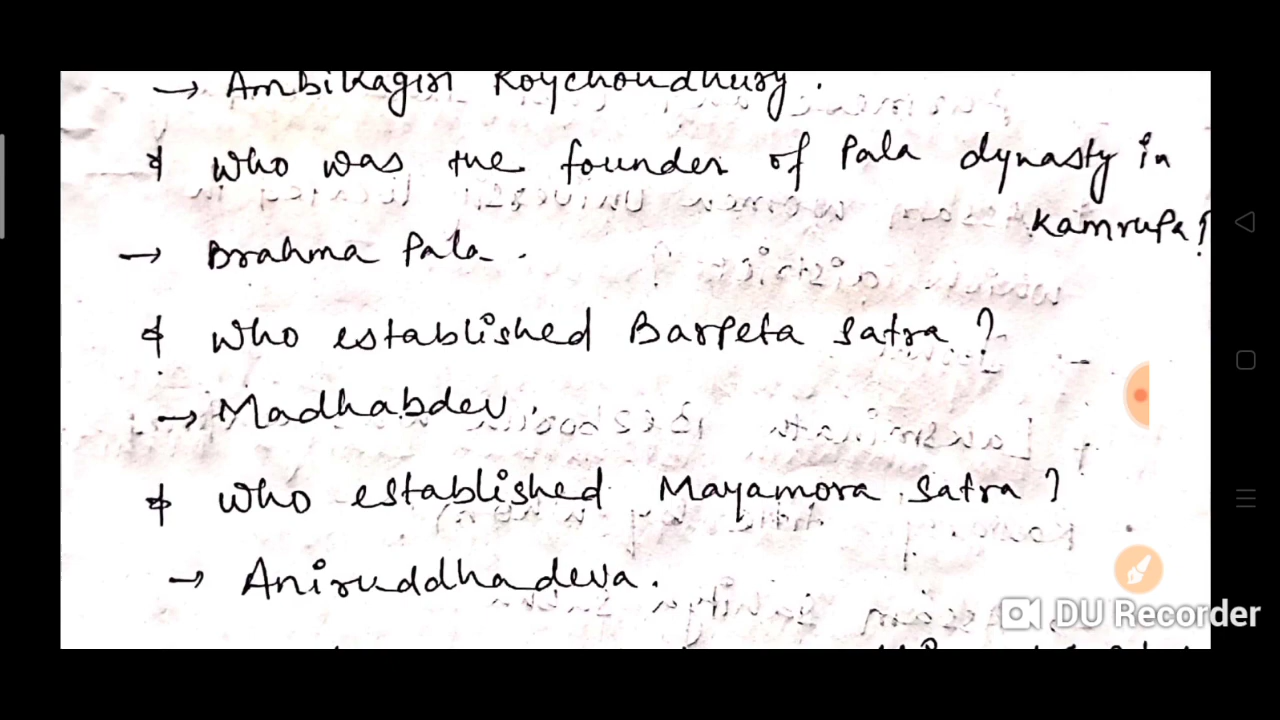 → Ambikagiri Roychoudhury.
Who was the founder of Pala dynasty in
Kamrupa?
→ Brahma Pala.
Who established Barpeta satra?
→ Madhabdev.
Who established Mayamora satra?
→ Aniruddhadeva.
DU Recorder